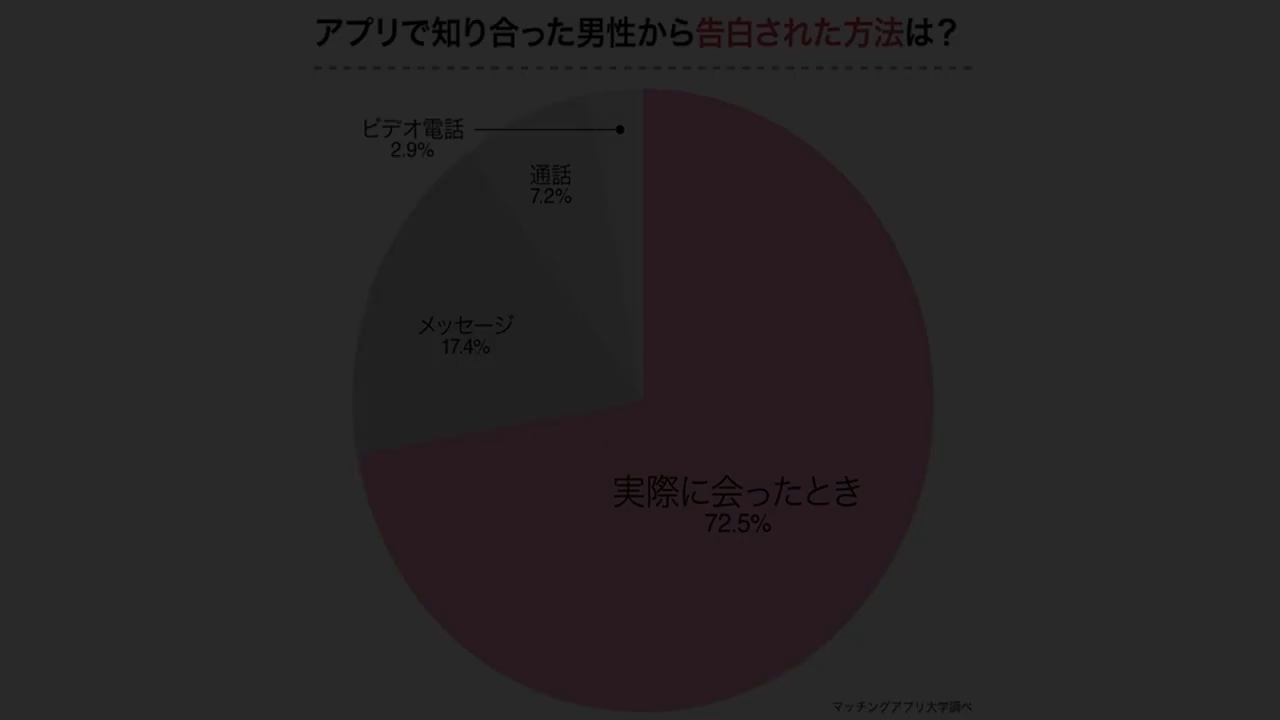 アプリで知り合った男性から告白された方法は？
ビデオ電話
2.9%
通話
7.2%
メッセージ
17.4%
実際に会ったとき
72.5%
マッチングアプリ大学調べ